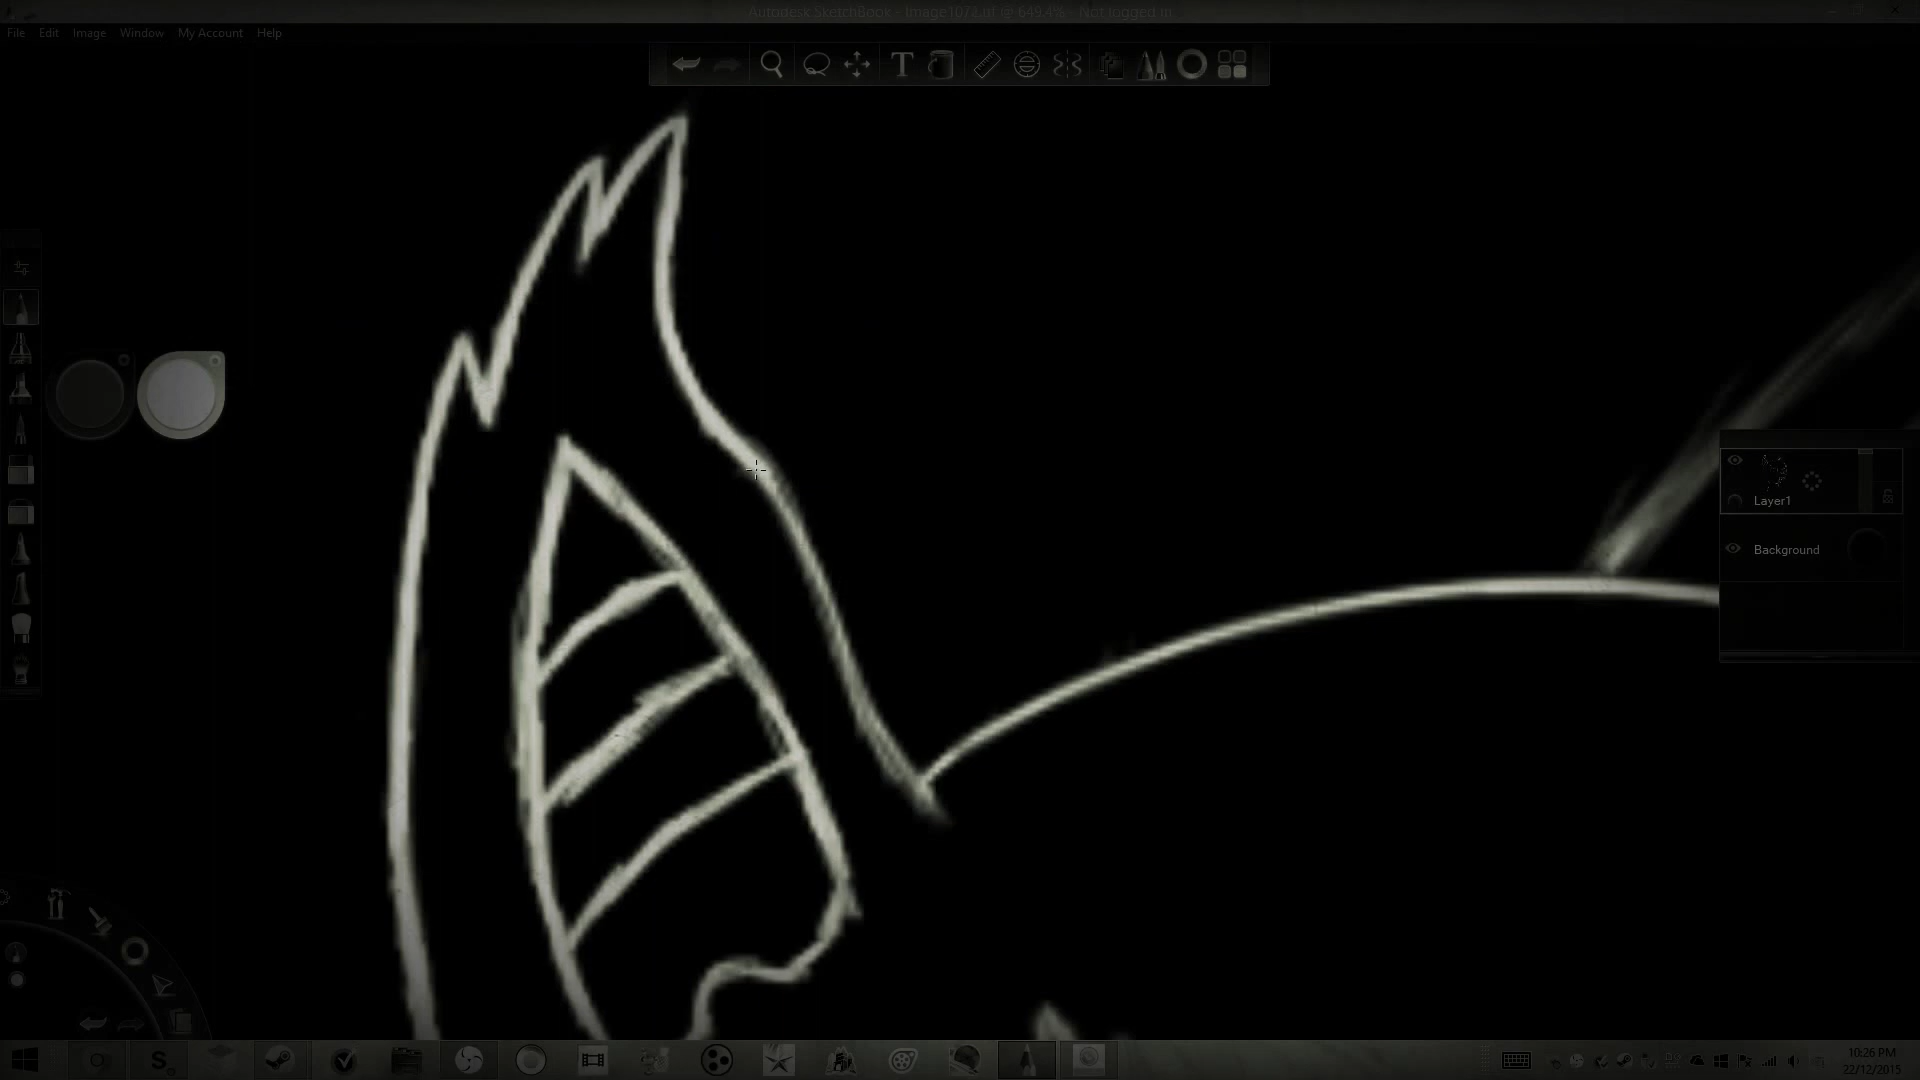 Autodesk SketchBook - Image1072.tif @ 649.4% - Not logged in
File Edit Image Window My Account Help
T
Layer1
Background
S
10:26 PM
22/12/2015